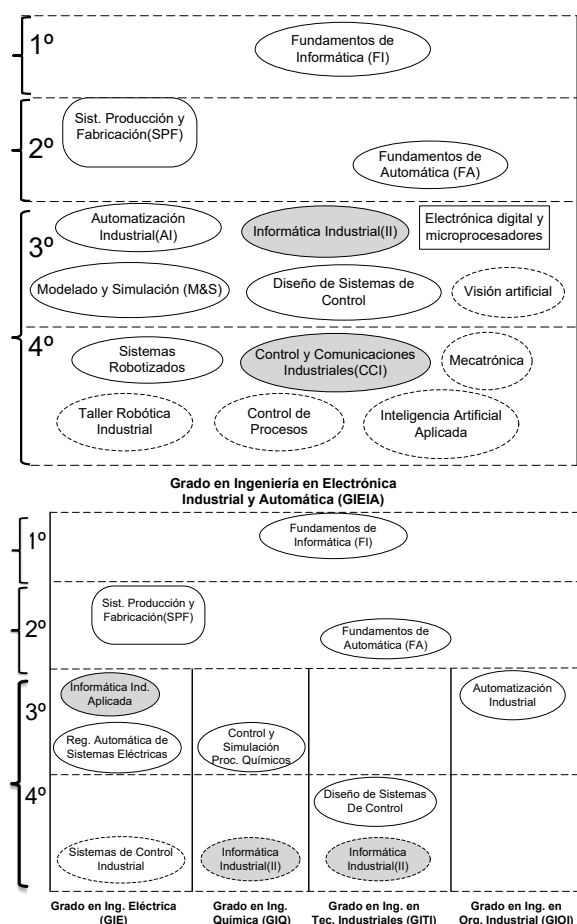 1º
Fundamentos de
Informática (FI)
2º
Sist. Producción y
Fabricación(SPF)
Fundamentos de
Automática (FA)
3º
Automatización
Industrial(AI)
Informática Industrial(II)
Electrónica digital y
microprocesadores
Modelado y Simulación (M&S)
Diseño de Sistemas de
Control
Visión artificial
4º
Sistemas
Robotizados
Control y Comunicaciones
Industriales(CCI)
Mecatrónica
Taller Robótica
Industrial
Control de
Procesos
Inteligencia Artificial
Aplicada
Grado en Ingeniería en Electrónica
Industrial y Automática (GIEIA)
1º
Fundamentos de
Informática (FI)
2º
Sist. Producción y
Fabricación(SPF)
Fundamentos de
Automática (FA)
3º
Informática Ind.
Aplicada
Automatización
Industrial
Reg. Automática de
Sistemas Eléctricas
Control y
Simulación
Proc. Químicos
4º
Diseño de Sistemas
De Control
Sistemas de Control
Industrial
Informática
Industrial(II)
Informática
Industrial(II)
Grado en Ing. Eléctrica
(GIE)
Grado en Ing.
Química (GIQ)
Grado en Ing. en
Tec. Industriales (GITI)
Grado en Ing. en
Org. Industrial (GIOI)